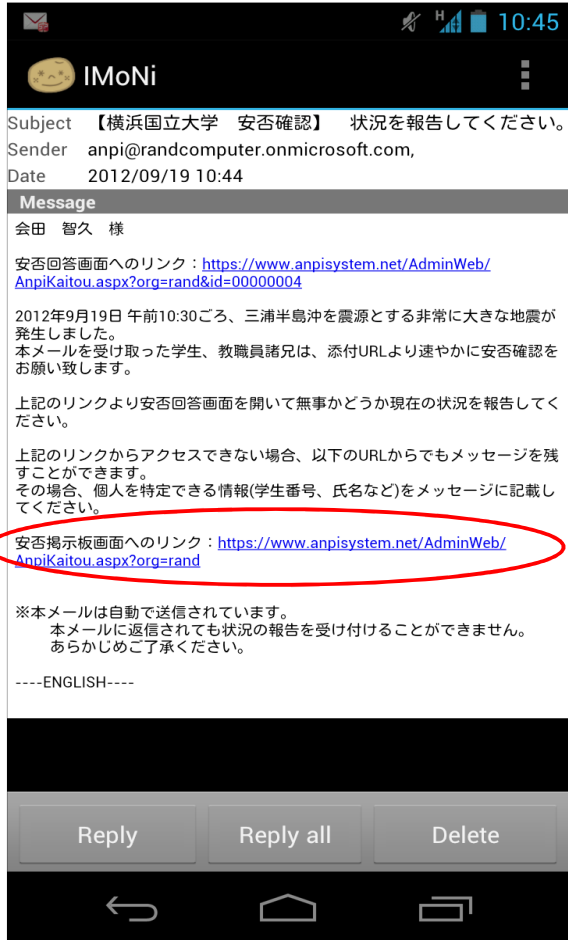 H 10:45
IMoNi
Subject 【横浜国立大学　安否確認】　状況を報告してください。
Sender anpi@randcomputer.onmicrosoft.com,
Date 2012/09/19 10:44
Message
会田　智久　様
安否回答画面へのリンク：https://www.anpisystem.net/AdminWeb/
AnpiKaitou.aspx?org=rand&id=00000004
2012年9月19日 午前10:30ごろ、三浦半島沖を震源とする非常に大きな地震が
発生しました。
本メールを受け取った学生、教職員諸兄は、添付URLより速やかに安否確認を
お願い致します。
上記のリンクより安否回答画面を開いて無事かどうか現在の状況を報告してく
ださい。
上記のリンクからアクセスできない場合、以下のURLからでもメッセージを残
すことができます。
その場合、個人を特定できる情報(学生番号、氏名など)をメッセージに記載し
てください。
安否掲示板画面へのリンク：https://www.anpisystem.net/AdminWeb/
AnpiKaitou.aspx?org=rand
※本メールは自動で送信されています。
本メールに返信されても状況の報告を受け付けることができません。
あらかじめご了承ください。
----ENGLISH----
Reply Reply all Delete